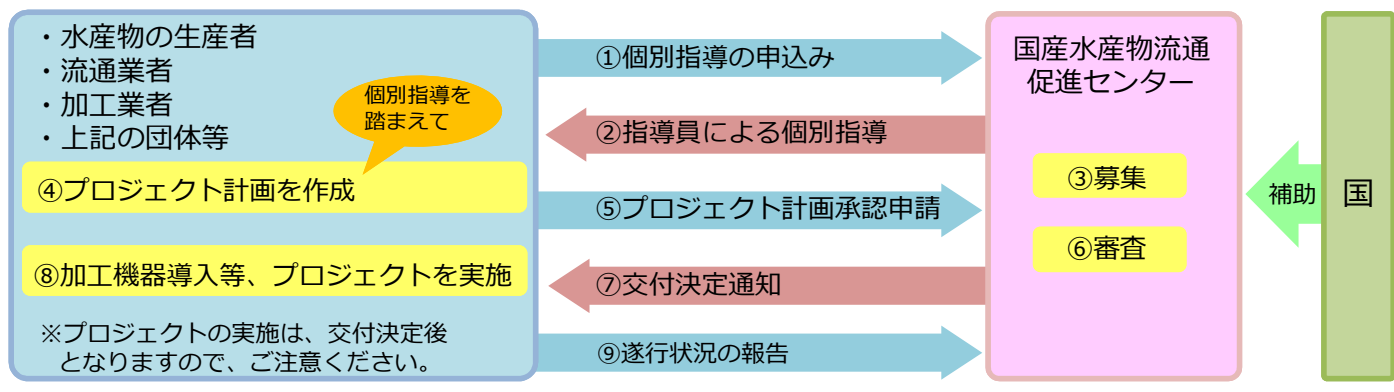 ・水産物の生産者
・流通業者
・加工業者
・上記の団体等
個別指導を
踏まえて
④プロジェクト計画を作成
⑧加工機器導入等、プロジェクトを実施
※プロジェクトの実施は、交付決定後
となりますので、ご注意ください。
①個別指導の申込み
②指導員による個別指導
⑤プロジェクト計画承認申請
⑦交付決定通知
⑨遂行状況の報告
国産水産物流通
促進センター
③募集
⑥審査
補助
国